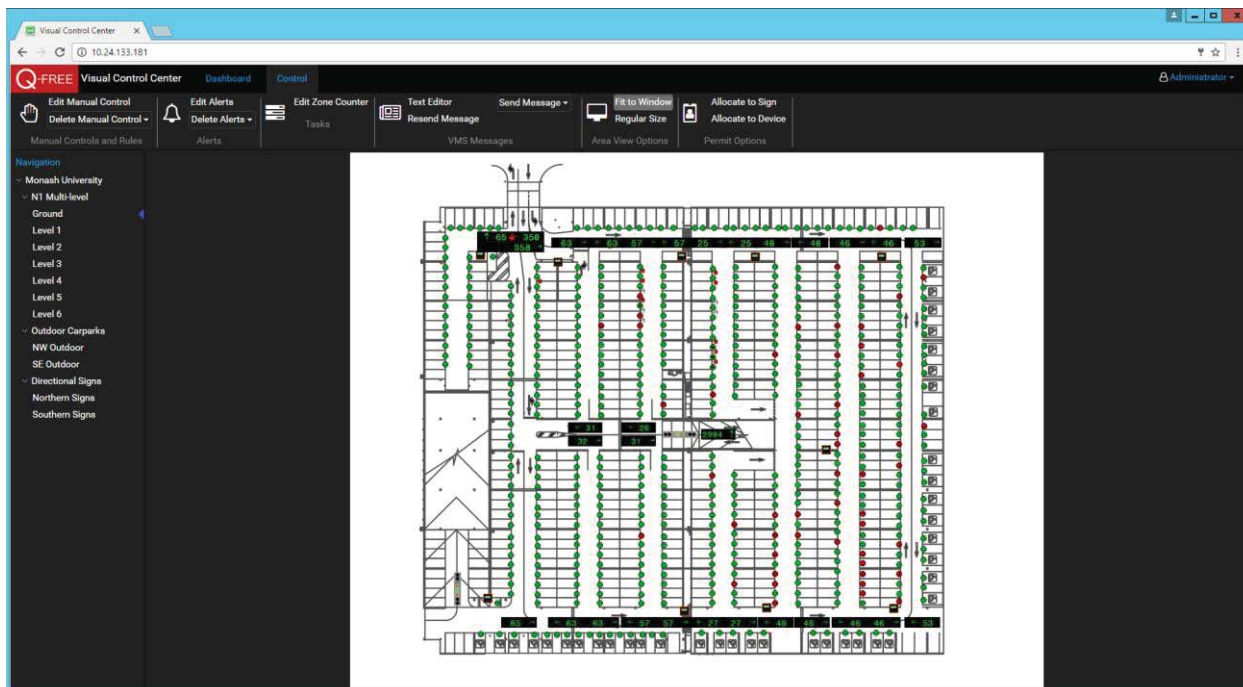 Visual Control Center
10.24.133.181
Q-FREE Visual Control Center Dashboard Control Administrator
Edit Manual Control Edit Alerts Edit Zone Counter Text Editor Send Message Fit to Window Allocate to Sign
Delete Manual Control Delete Alerts Tasks Resend Message Regular Size Allocate to Device
Manual Controls and Rules Alerts VMS Messages Area View Options Permit Options
Navigation
Monash University
N1 Multi-level
Ground
Level 1
Level 2
Level 3
Level 4
Level 5
Level 6
Outdoor Carparks
NW Outdoor
SE Outdoor
Directional Signs
Northern Signs
Southern Signs
↑ 65 358
358 →
63 → ← 63 57 → ← 57 25 → ← 25 48 → ← 48 46 → ← 46 53 →
← 31 ← 26
32 → 31 →
2994
65 → ← 63 63 → ← 57 57 → ← 27 27 → ← 48 48 → ← 46 46 → ← 53